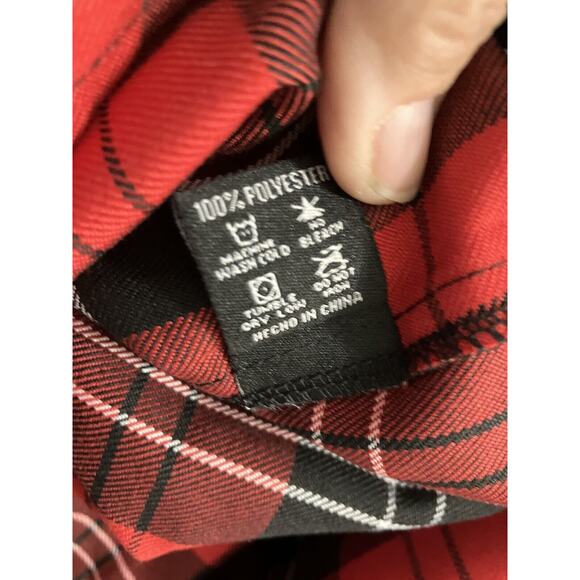 100% POLYESTER
MACHINE
WASH COLD
NO
BLEACH
TUMBLE
DRY LOW
DO NOT
IRON
HECHO IN CHINA